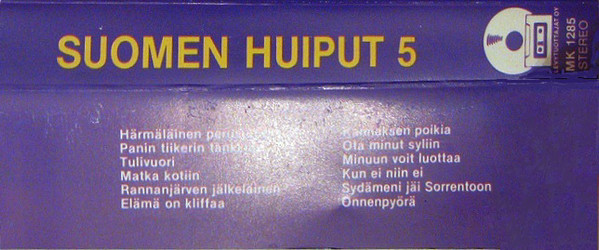 SUOMEN HUIPUT 5
LEVYTUOTTAJAT OY
MK 1285
STEREO
Härmäläinen
Panin tiikerin
Tulivuori
Matka kotiin
Rannanjärven jälkeläinen
Elämä on kliffaa
Kannaksen poikia
Ota minut syliin
Minuun voit luottaa
Kun ei niin ei
Sydämeni jäi Sorrentoon
Onnenpyörä